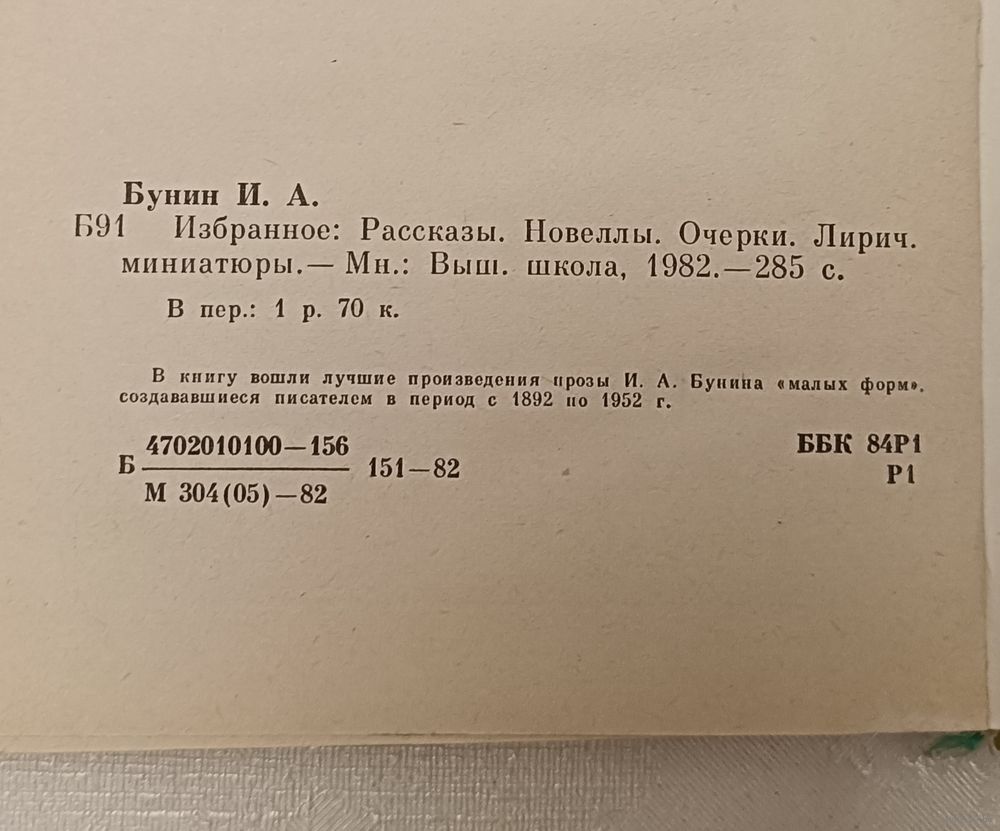 Бунин И. А.
Б91 Избранное: Рассказы. Новеллы. Очерки. Лирич.
миниатюры.— Мн.: Выш. школа, 1982.—285 с.
В пер.: 1 р. 70 к.
В книгу вошли лучшие произведения прозы И. А. Бунина «малых форм»,
создававшиеся писателем в период с 1892 по 1952 г.
4702010100—156
Б 151—82
М 304(05)—82
ББК 84Р1
Р1